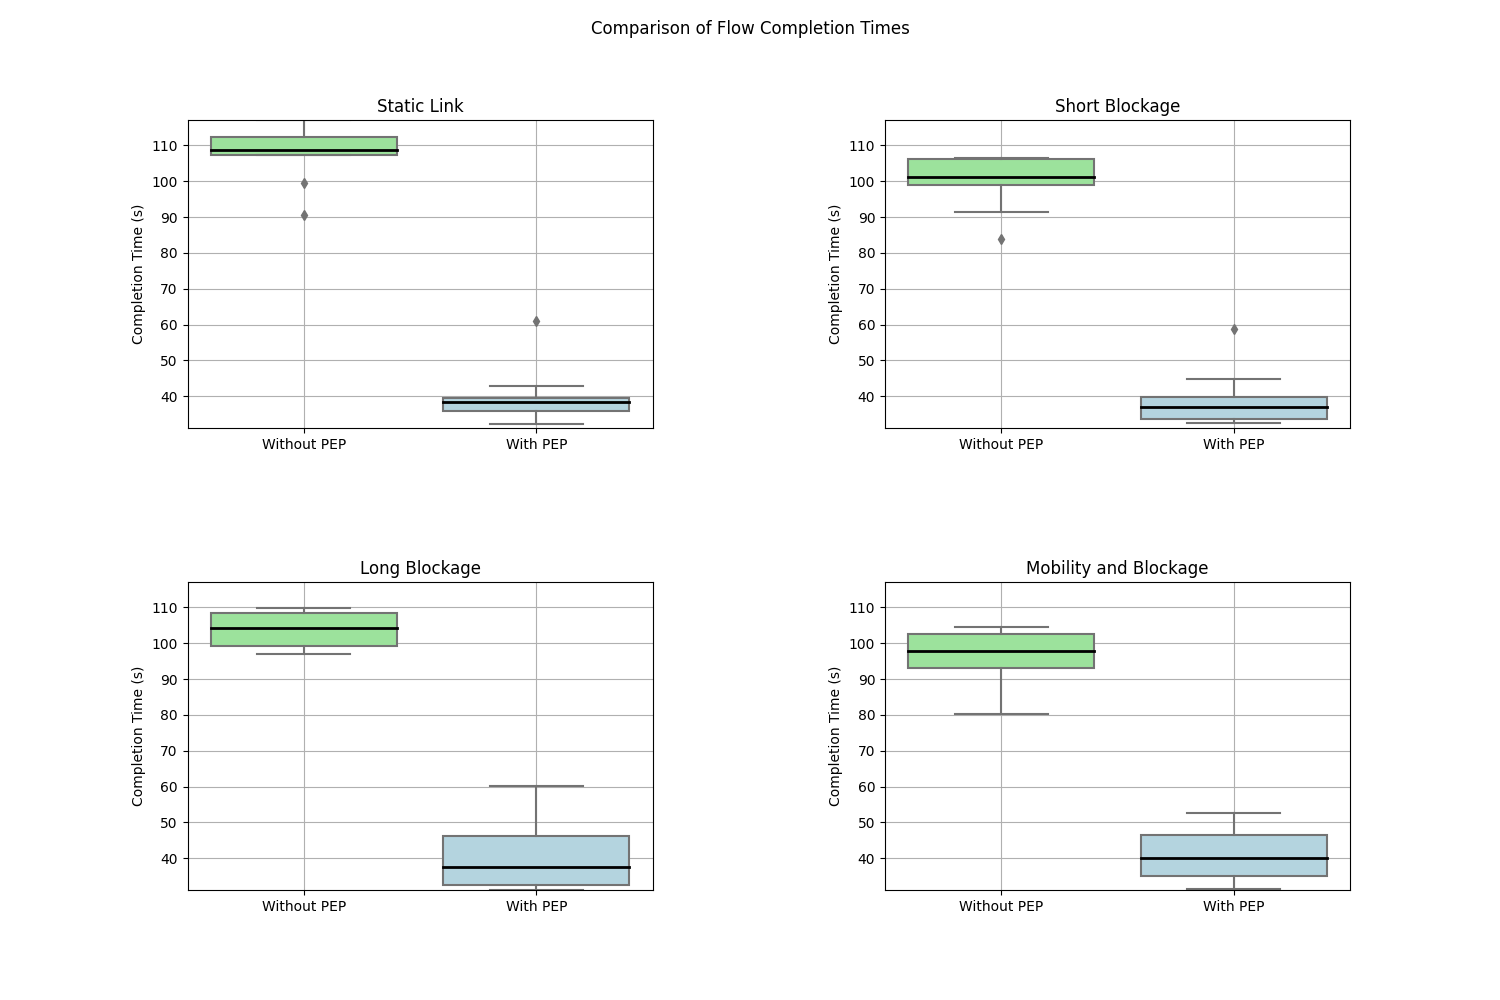 Comparison of Flow Completion Times
Static Link
Completion Time (s)
110
100
90
80
70
60
50
40
Without PEP
With PEP
Short Blockage
Completion Time (s)
110
100
90
80
70
60
50
40
Without PEP
With PEP
Long Blockage
Completion Time (s)
110
100
90
80
70
60
50
40
Without PEP
With PEP
Mobility and Blockage
Completion Time (s)
110
100
90
80
70
60
50
40
Without PEP
With PEP